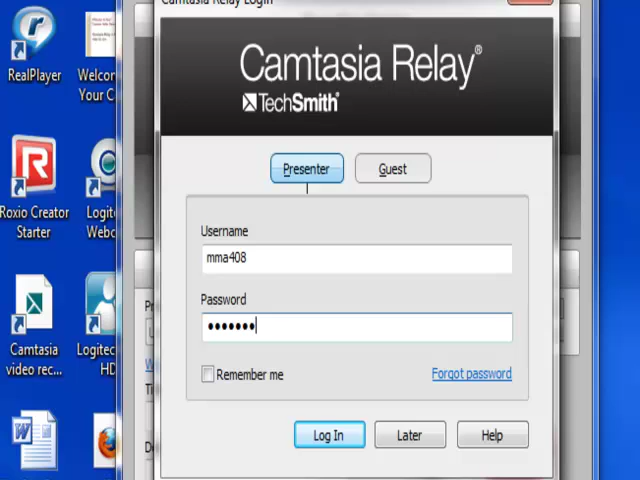 Camtasia Relay Login
Camtasia Relay®
TechSmith®
Presenter
Guest
Username
mma408
Password
•••••••
Remember me
Forgot password
Log In
Later
Help
RealPlayer
Welcom
Your C
Roxio Creator
Starter
Logite
Webc
Camtasia
video rec...
Logitec
HD